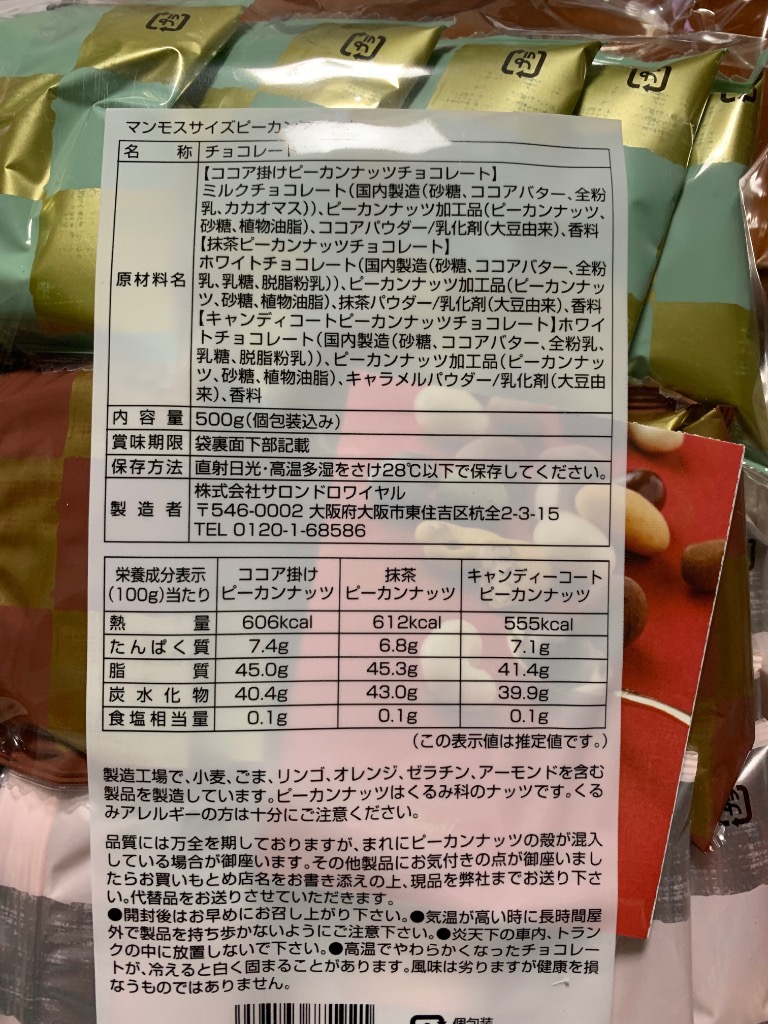 プラ
プラ
プラ
プラ
マンモスサイズピーカン
名 称 チョコレート
原材料名
【ココア掛けピーカンナッツチョコレート】
ミルクチョコレート(国内製造(砂糖、ココアバター、全粉
乳、カカオマス))、ピーカンナッツ加工品(ピーカンナッツ、
砂糖、植物油脂)、ココアパウダー/乳化剤(大豆由来)、香料
【抹茶ピーカンナッツチョコレート】
ホワイトチョコレート(国内製造(砂糖、ココアバター、全粉
乳、乳糖、脱脂粉乳))、ピーカンナッツ加工品(ピーカンナッ
ツ、砂糖、植物油脂)、抹茶パウダー/乳化剤(大豆由来)、香料
【キャンディコートピーカンナッツチョコレート】ホワイ
トチョコレート(国内製造(砂糖、ココアバター、全粉乳、
乳糖、脱脂粉乳))、ピーカンナッツ加工品(ピーカンナッ
ツ、砂糖、植物油脂)、キャラメルパウダー/乳化剤(大豆由
来)、香料
内 容 量 500g(個包装込み)
賞味期限 袋裏面下部記載
保存方法 直射日光・高温多湿をさけ28℃以下で保存してください。
製 造 者 株式会社サロンドロワイヤル
〒546-0002 大阪府大阪市東住吉区杭全2-3-15
TEL 0120-1-68586
栄養成分表示 ココア掛け 抹茶 キャンディーコート
(100g)当たり ピーカンナッツ ピーカンナッツ ピーカンナッツ
熱 量 606kcal 612kcal 555kcal
たんぱく質 7.4g 6.8g 7.1g
脂 質 45.0g 45.3g 41.4g
炭水化物 40.4g 43.0g 39.9g
食塩相当量 0.1g 0.1g 0.1g
(この表示値は推定値です。)
製造工場で、小麦、ごま、リンゴ、オレンジ、ゼラチン、アーモンドを含む
製品を製造しています。ピーカンナッツはくるみ科のナッツです。くる
みアレルギーの方は十分にご注意ください。
品質には万全を期しておりますが、まれにピーカンナッツの殻が混入
している場合が御座います。その他製品にお気付きの点が御座いまし
たらお買いもとめ店名をお書き添えの上、現品を弊社までお送り下さ
い。代替品をお送りさせていただきます。
●開封後はお早めにお召し上がり下さい。●気温が高い時に長時間屋
外で製品を持ち歩かないようにご注意下さい。●炎天下の車内、トラン
クの中に放置しないで下さい。●高温でやわらかくなったチョコレー
トが、冷えると白く固まることがあります。風味は劣りますが健康を損
なうものではありません。
プラ
個包装